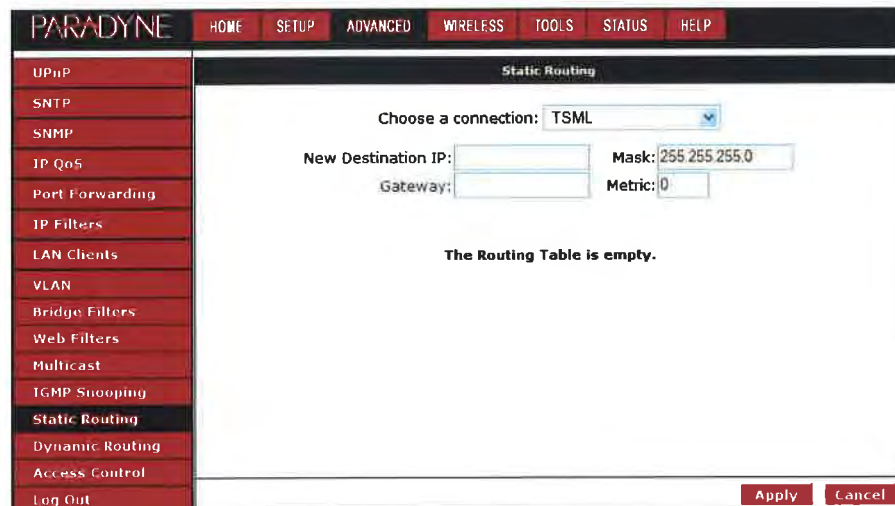 PARADYNE
HOME SETUP ADVANCED WIRELESS TOOLS STATUS HELP
UPnP
SNTP
SNMP
IP QoS
Port Forwarding
IP Filters
LAN Clients
VLAN
Bridge Filters
Web Filters
Multicast
IGMP Snooping
Static Routing
Dynamic Routing
Access Control
Log Out
Static Routing
Choose a connection: TSML
New Destination IP: Mask: 255.255.255.0
Gateway: Metric: 0
The Routing Table is empty.
Apply Cancel